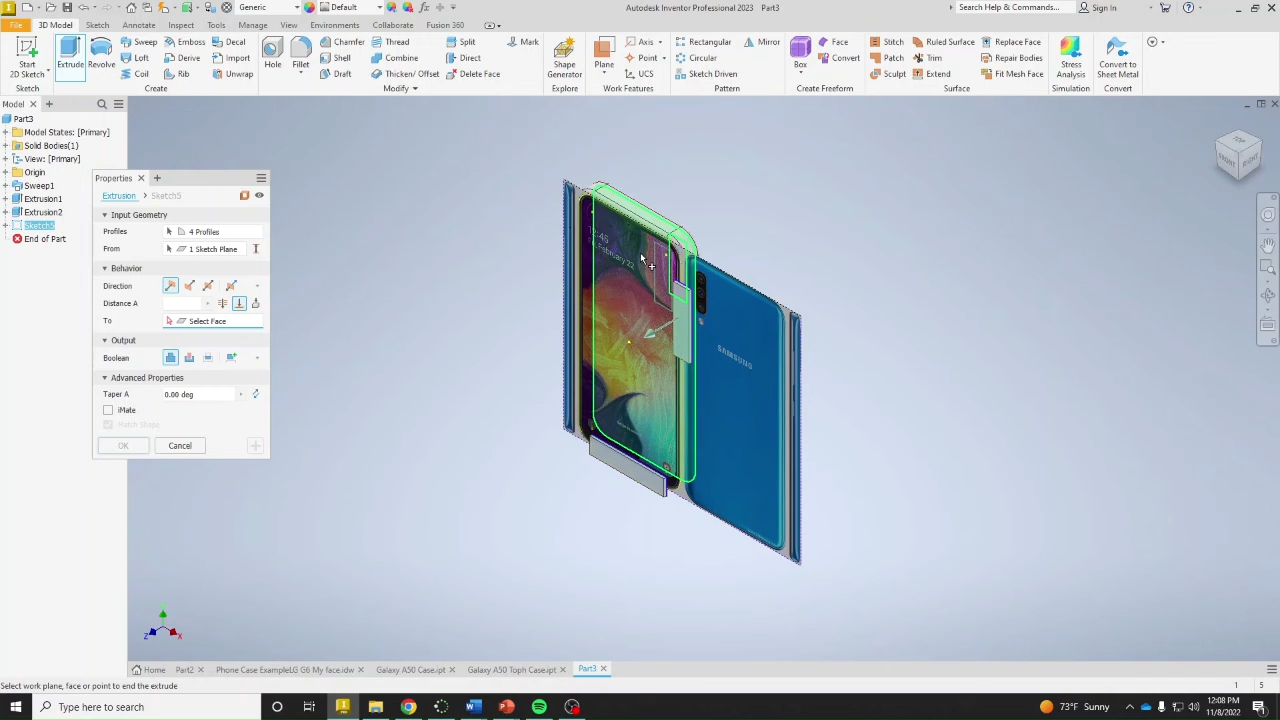 Generic
Default
Autodesk Inventor Professional 2023 Part3
Search Help & Commands...
Sign In
File 3D Model Sketch Annotate Inspect Tools Manage View Environments Collaborate Fusion 360
Start
2D Sketch
Extrude
Revolve
Sweep
Emboss
Decal
Loft
Derive
Import
Coil
Rib
Unwrap
Hole
Fillet
Chamfer
Thread
Split
Mark
Shell
Combine
Direct
Draft
Thicken/ Offset
Delete Face
Shape
Generator
Plane
Axis
Point
UCS
Rectangular
Mirror
Circular
Sketch Driven
Box
Face
Convert
Stitch
Ruled Surface
Replace Face
Patch
Trim
Repair Bodies
Sculpt
Extend
Fit Mesh Face
Stress
Analysis
Convert to
Sheet Metal
Sketch Create Modify Explore Work Features Pattern Create Freeform Surface Simulation Convert
Model
Part3
Model States: [Primary]
Solid Bodies(1)
View: [Primary]
Origin
Sweep1
Extrusion1
Extrusion2
Sketch5
End of Part
Properties
Extrusion Sketch5
Input Geometry
Profiles 4 Profiles
From 1 Sketch Plane
Behavior
Direction
Distance A
To Select Face
Output
Boolean
Advanced Properties
Taper A 0.00 deg
iMate
Match Shape
OK Cancel
TOP
FRONT
RIGHT
February 22
SAMSUNG
Z X
Home Part2 Phone Case ExampleLG G6 My face.idw Galaxy A50 Case.ipt Galaxy A50 Toph Case.ipt Part3
Select work plane, face or point to end the extrude
1 5
Type here to search
73°F Sunny
12:08 PM
11/8/2022